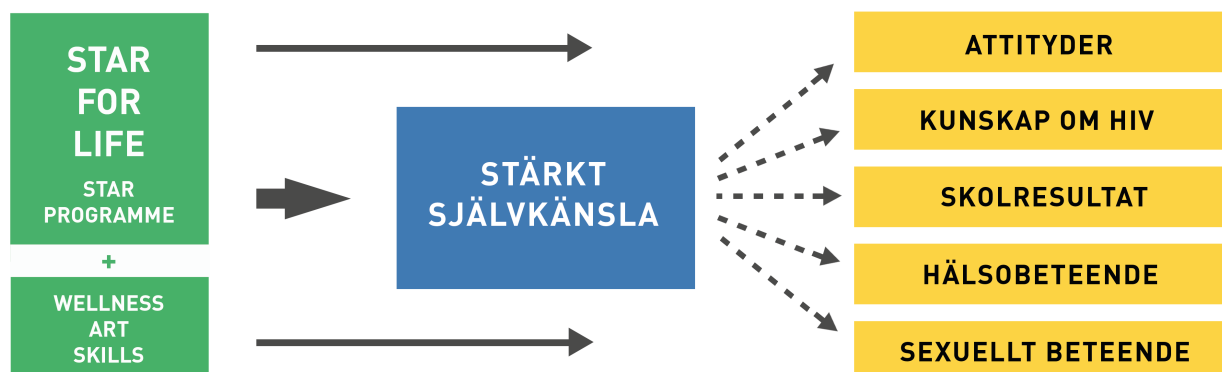 STAR
FOR
LIFE
STAR
PROGRAMME
+
WELLNESS
ART
SKILLS
STÄRKT
SJÄLVKÄNSLA
ATTITYDER
KUNSKAP OM HIV
SKOLRESULTAT
HÄLSOBETEENDE
SEXUELLT BETEENDE